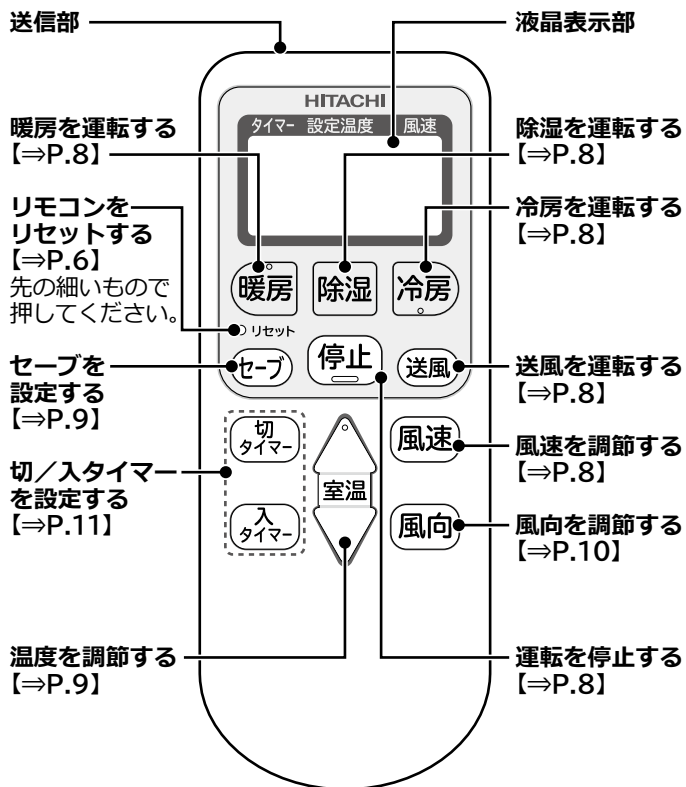 送信部
液晶表示部
HITACHI
タイマー 設定温度 風速
暖房を運転する
【⇒P.8】
除湿を運転する
【⇒P.8】
リモコンを
リセットする
【⇒P.6】
先の細いもので
押してください。
冷房を運転する
【⇒P.8】
暖房 除湿 冷房
リセット
セーブ 停止 送風
セーブを
設定する
【⇒P.9】
送風を運転する
【⇒P.8】
切
タイマー
風速
風速を調節する
【⇒P.8】
切／入タイマー
を設定する
【⇒P.11】
室温
入
タイマー
風向
風向を調節する
【⇒P.10】
温度を調節する
【⇒P.9】
運転を停止する
【⇒P.8】